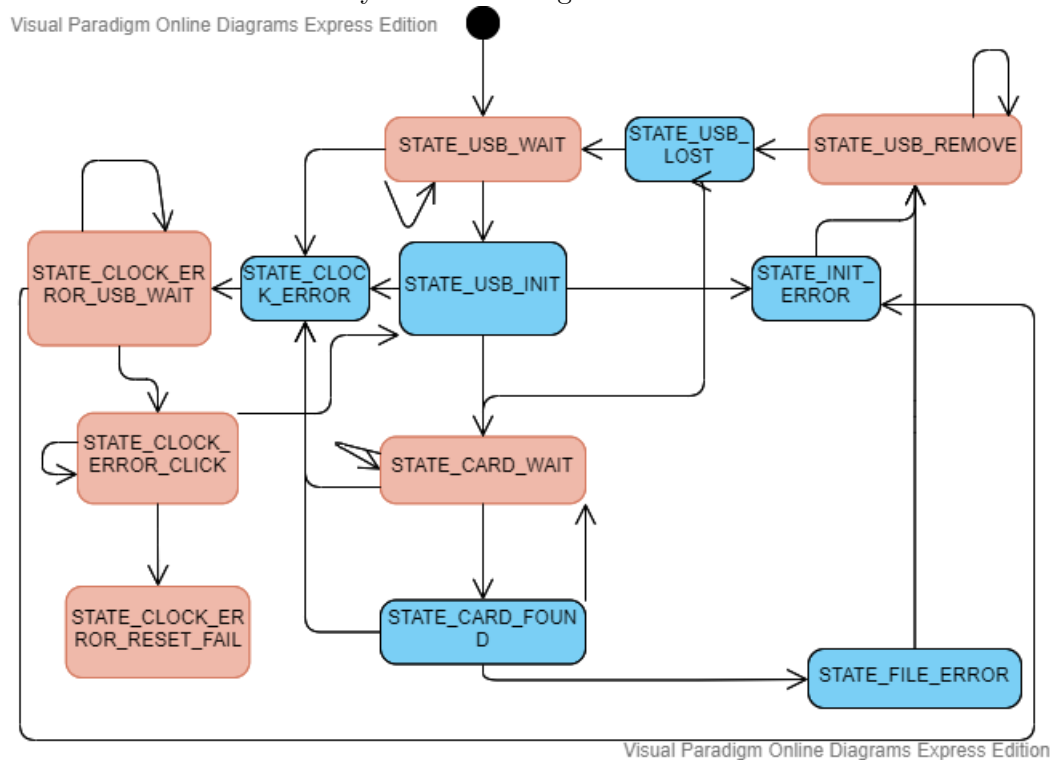 Visual Paradigm Online Diagrams Express Edition
STATE_USB_WAIT
STATE_USB_
LOST
STATE_USB_REMOVE
STATE_CLOCK_ER
ROR_USB_WAIT
STATE_CLOC
K_ERROR
STATE_USB_INIT
STATE_INIT_
ERROR
STATE_CLOCK_
ERROR_CLICK
STATE_CARD_WAIT
STATE_CLOCK_ER
ROR_RESET_FAIL
STATE_CARD_FOUN
D
STATE_FILE_ERROR
Visual Paradigm Online Diagrams Express Edition